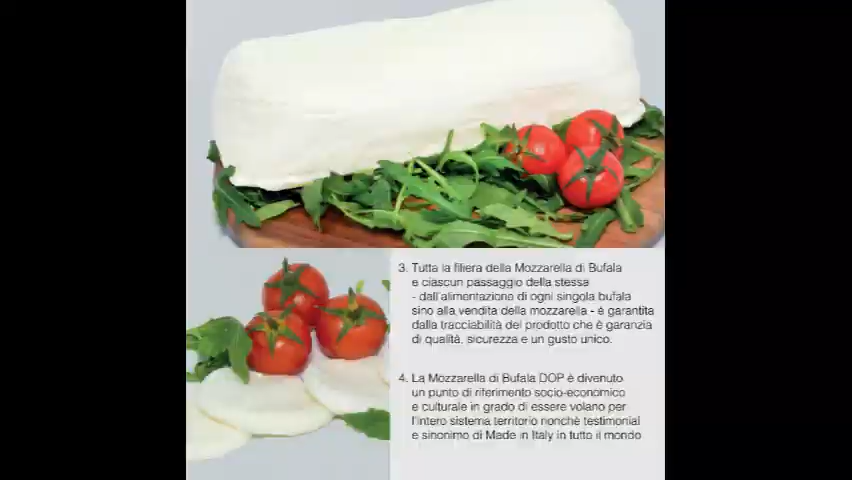 3. Tutta la filiera della Mozzarella di Bufala
e ciascun passaggio della stessa
- dall'alimentazione di ogni singola bufala
sino alla vendita della mozzarella - è garantita
dalla tracciabilità del prodotto che è garanzia
di qualità, sicurezza e un gusto unico.
4. La Mozzarella di Bufala DOP è divenuto
un punto di riferimento socio-economico
e culturale in grado di essere volano per
l'intero sistema territorio nonchè testimonial
e sinonimo di Made in Italy in tutto il mondo